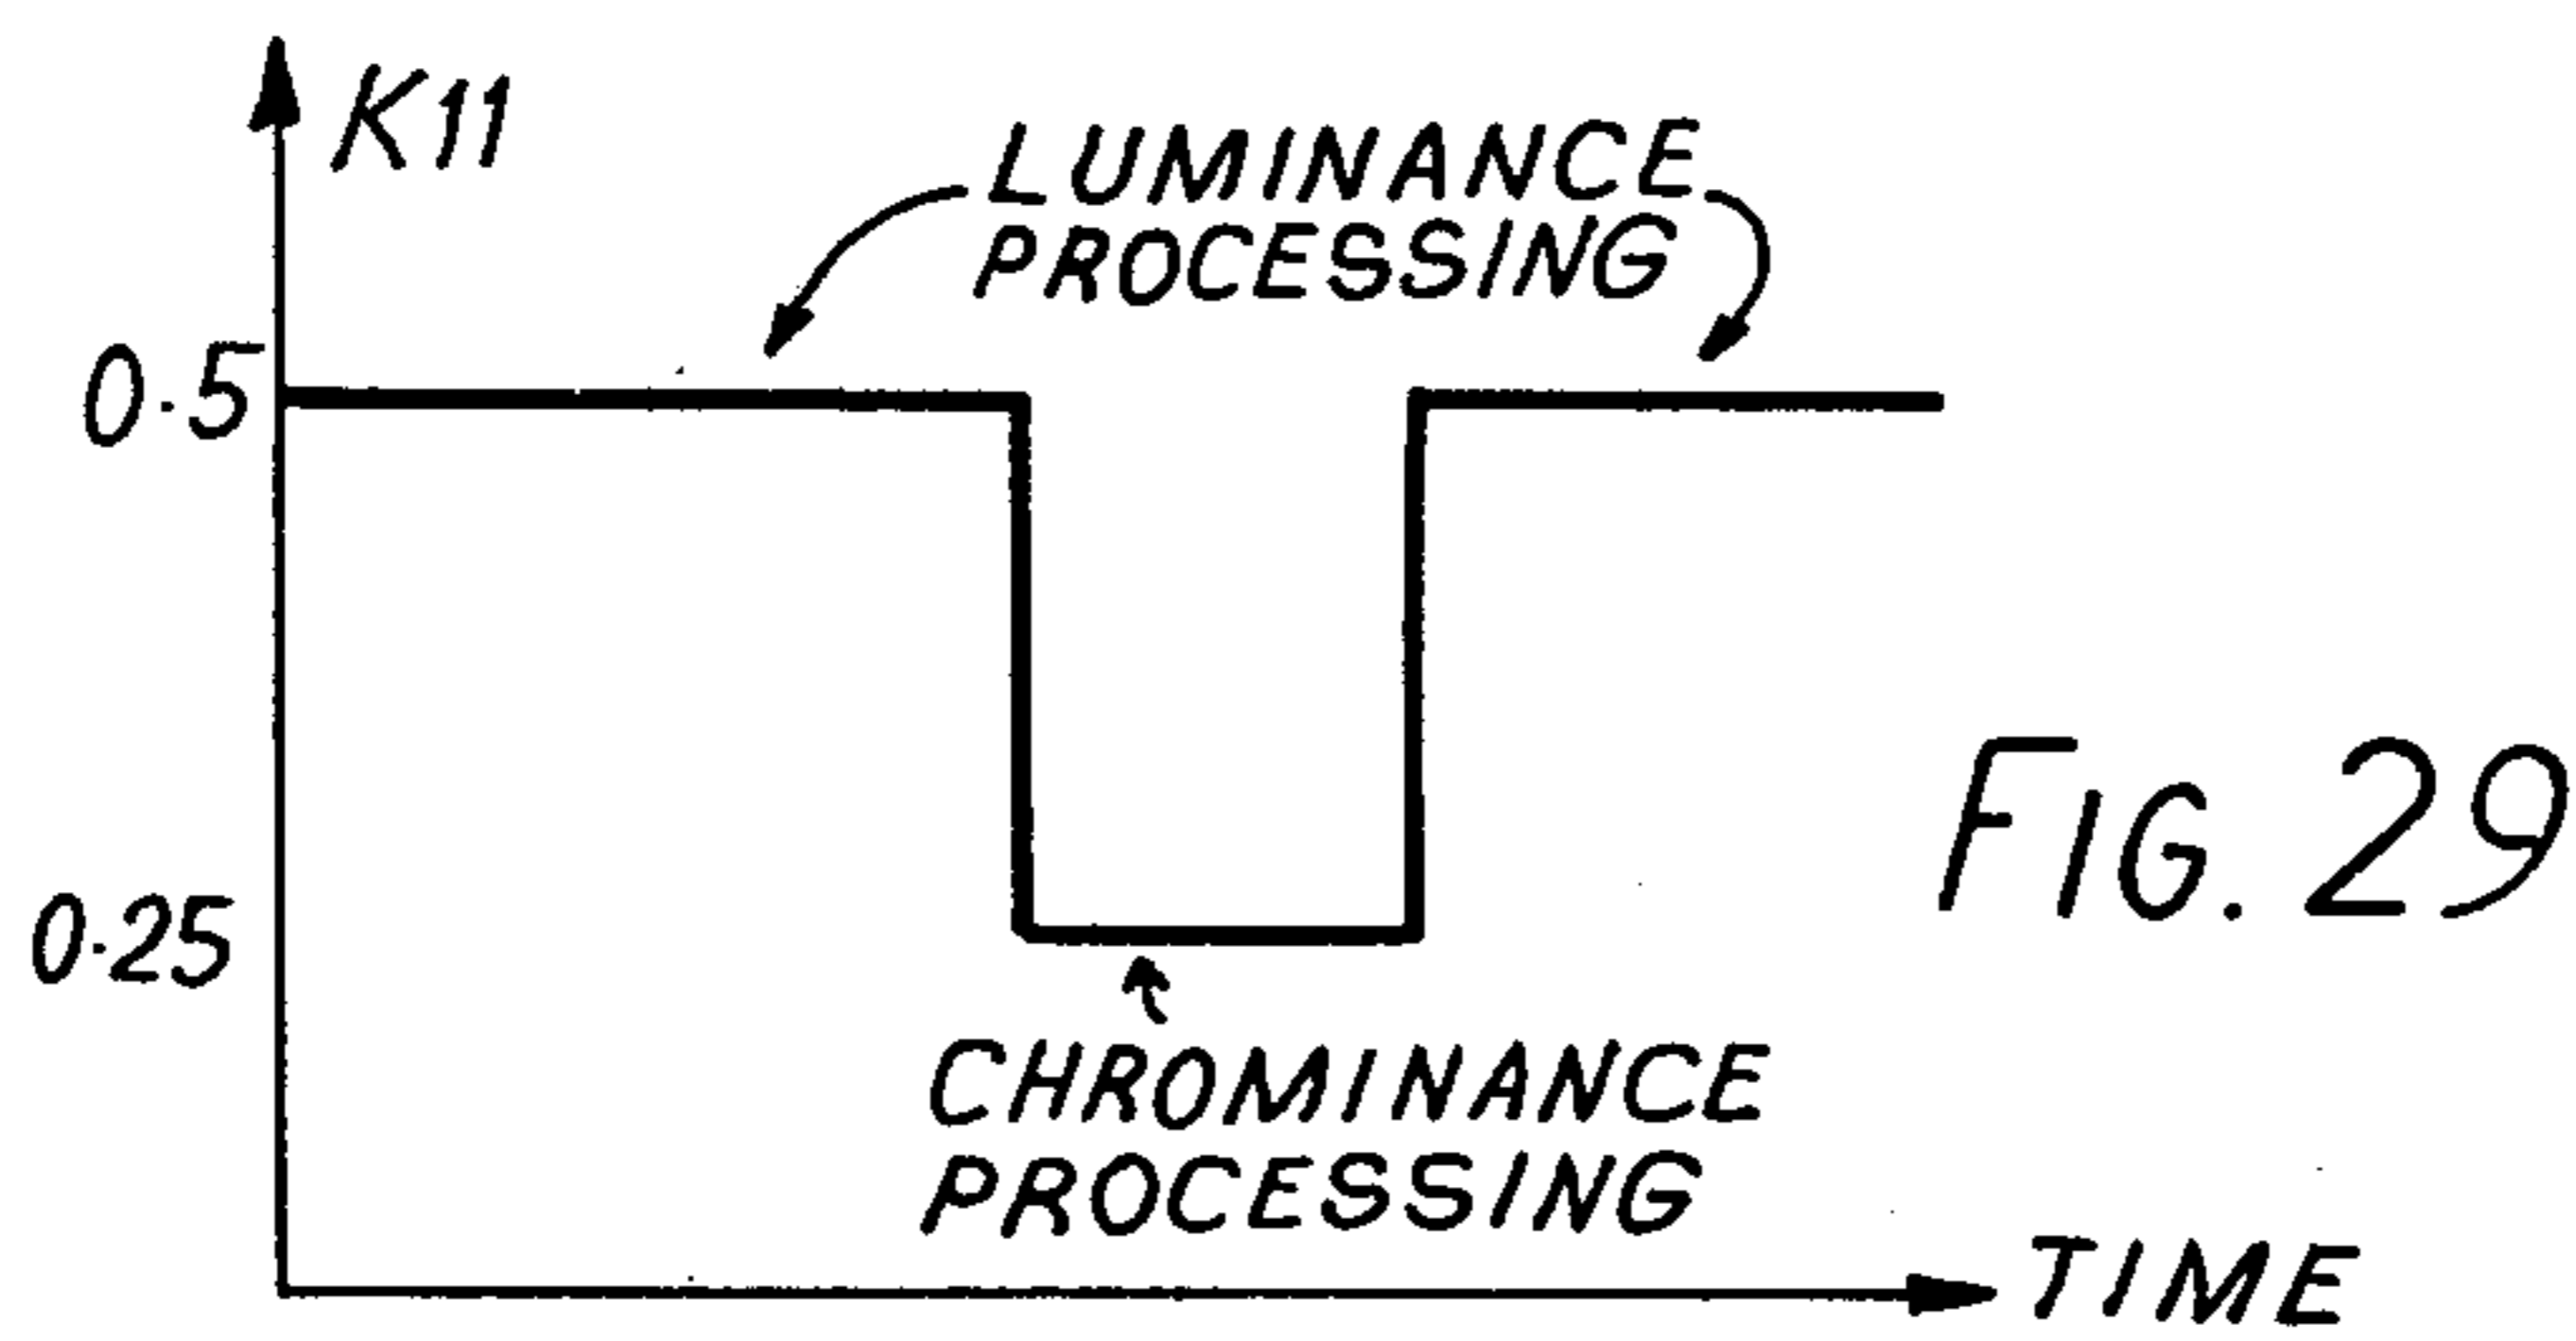 K11
LUMINANCE
PROCESSING
0.5
FIG. 29
0.25
CHROMINANCE
PROCESSING
TIME